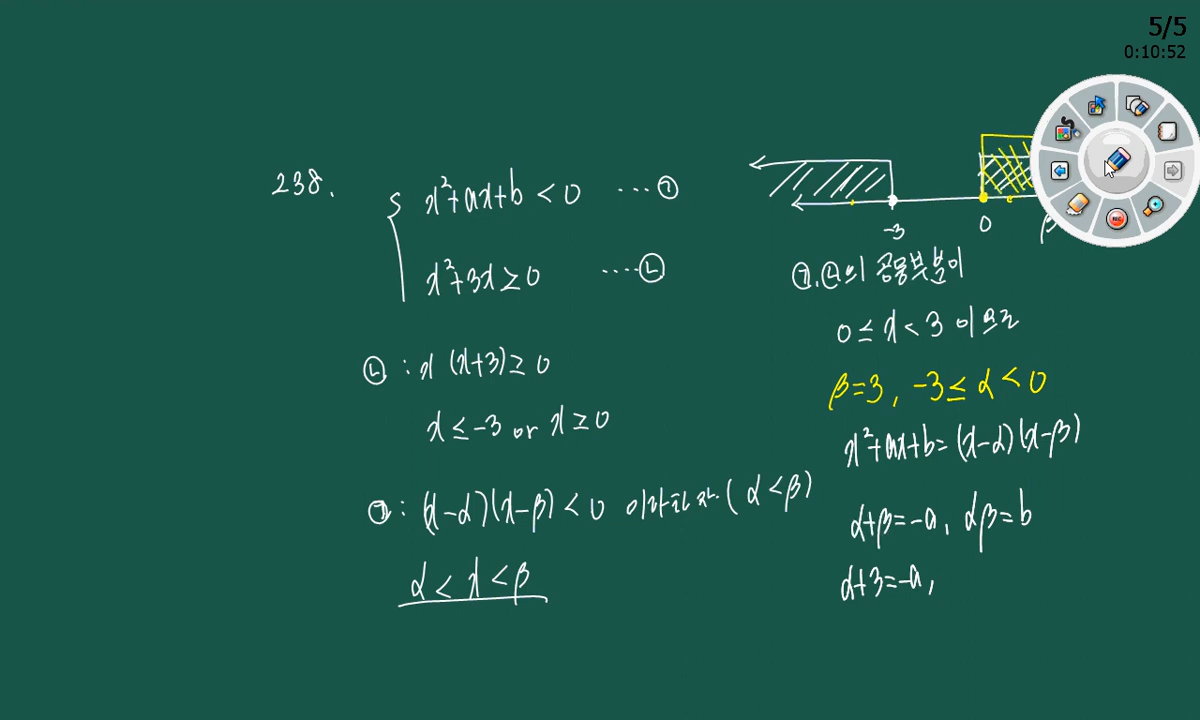 5/5
0:10:52
238.
x²+ax+b<0 ···㉠
x²+3x≥0 ····㉡
㉡ : x(x+3)≥0
x≤-3 or x≥0
㉠ : (x-α)(x-β)<0 이라 하자. (α<β)
α<x<β
-3 0 β
㉠, ㉡의 공통부분이
0≤x<3 이므로
β=3, -3≤α<0
x²+ax+b=(x-α)(x-β)
α+β=-a, αβ=b
α+3=-a,